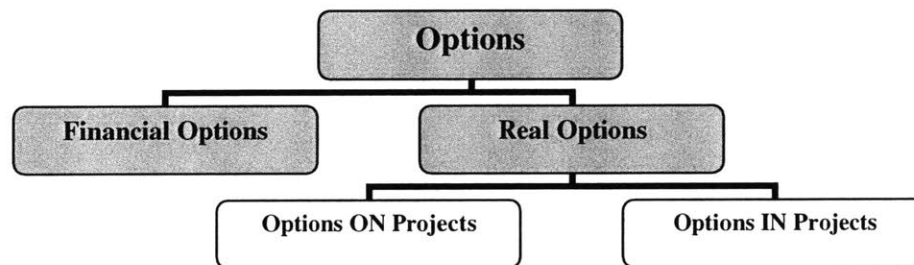 Options
Financial Options
Real Options
Options ON Projects
Options IN Projects